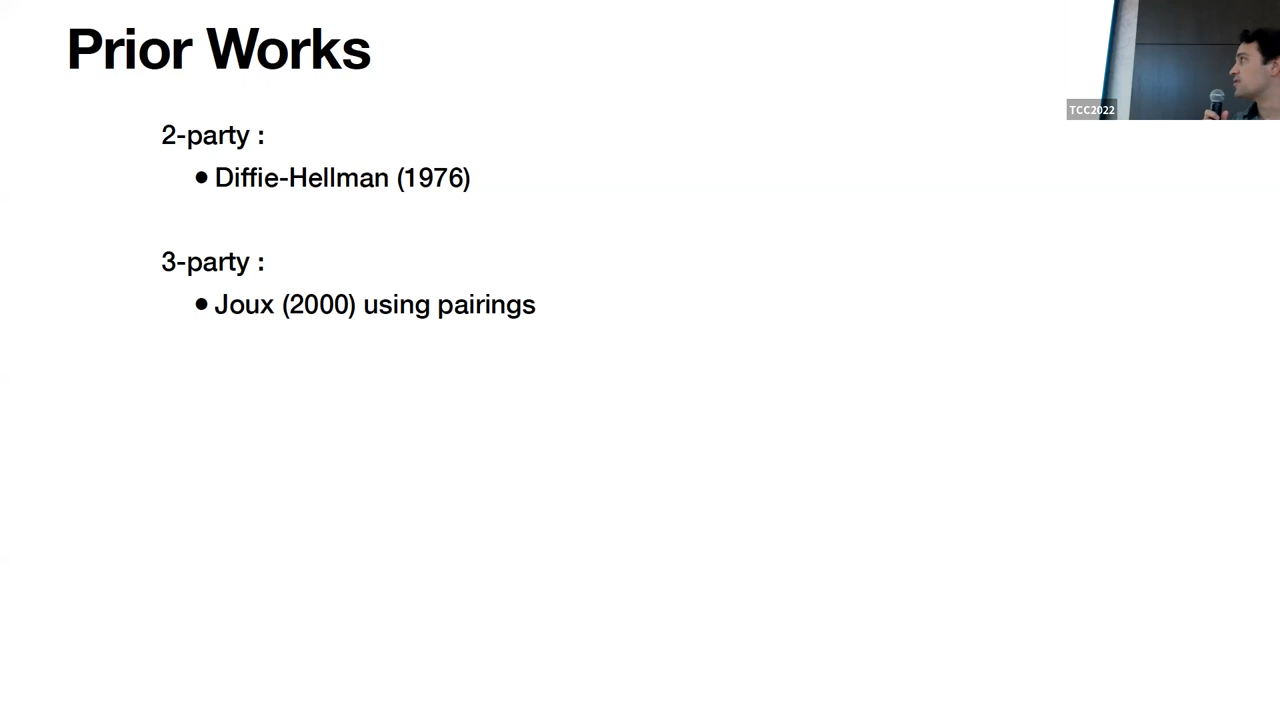 Prior Works
TCC2022
2-party :
• Diffie-Hellman (1976)
3-party :
• Joux (2000) using pairings